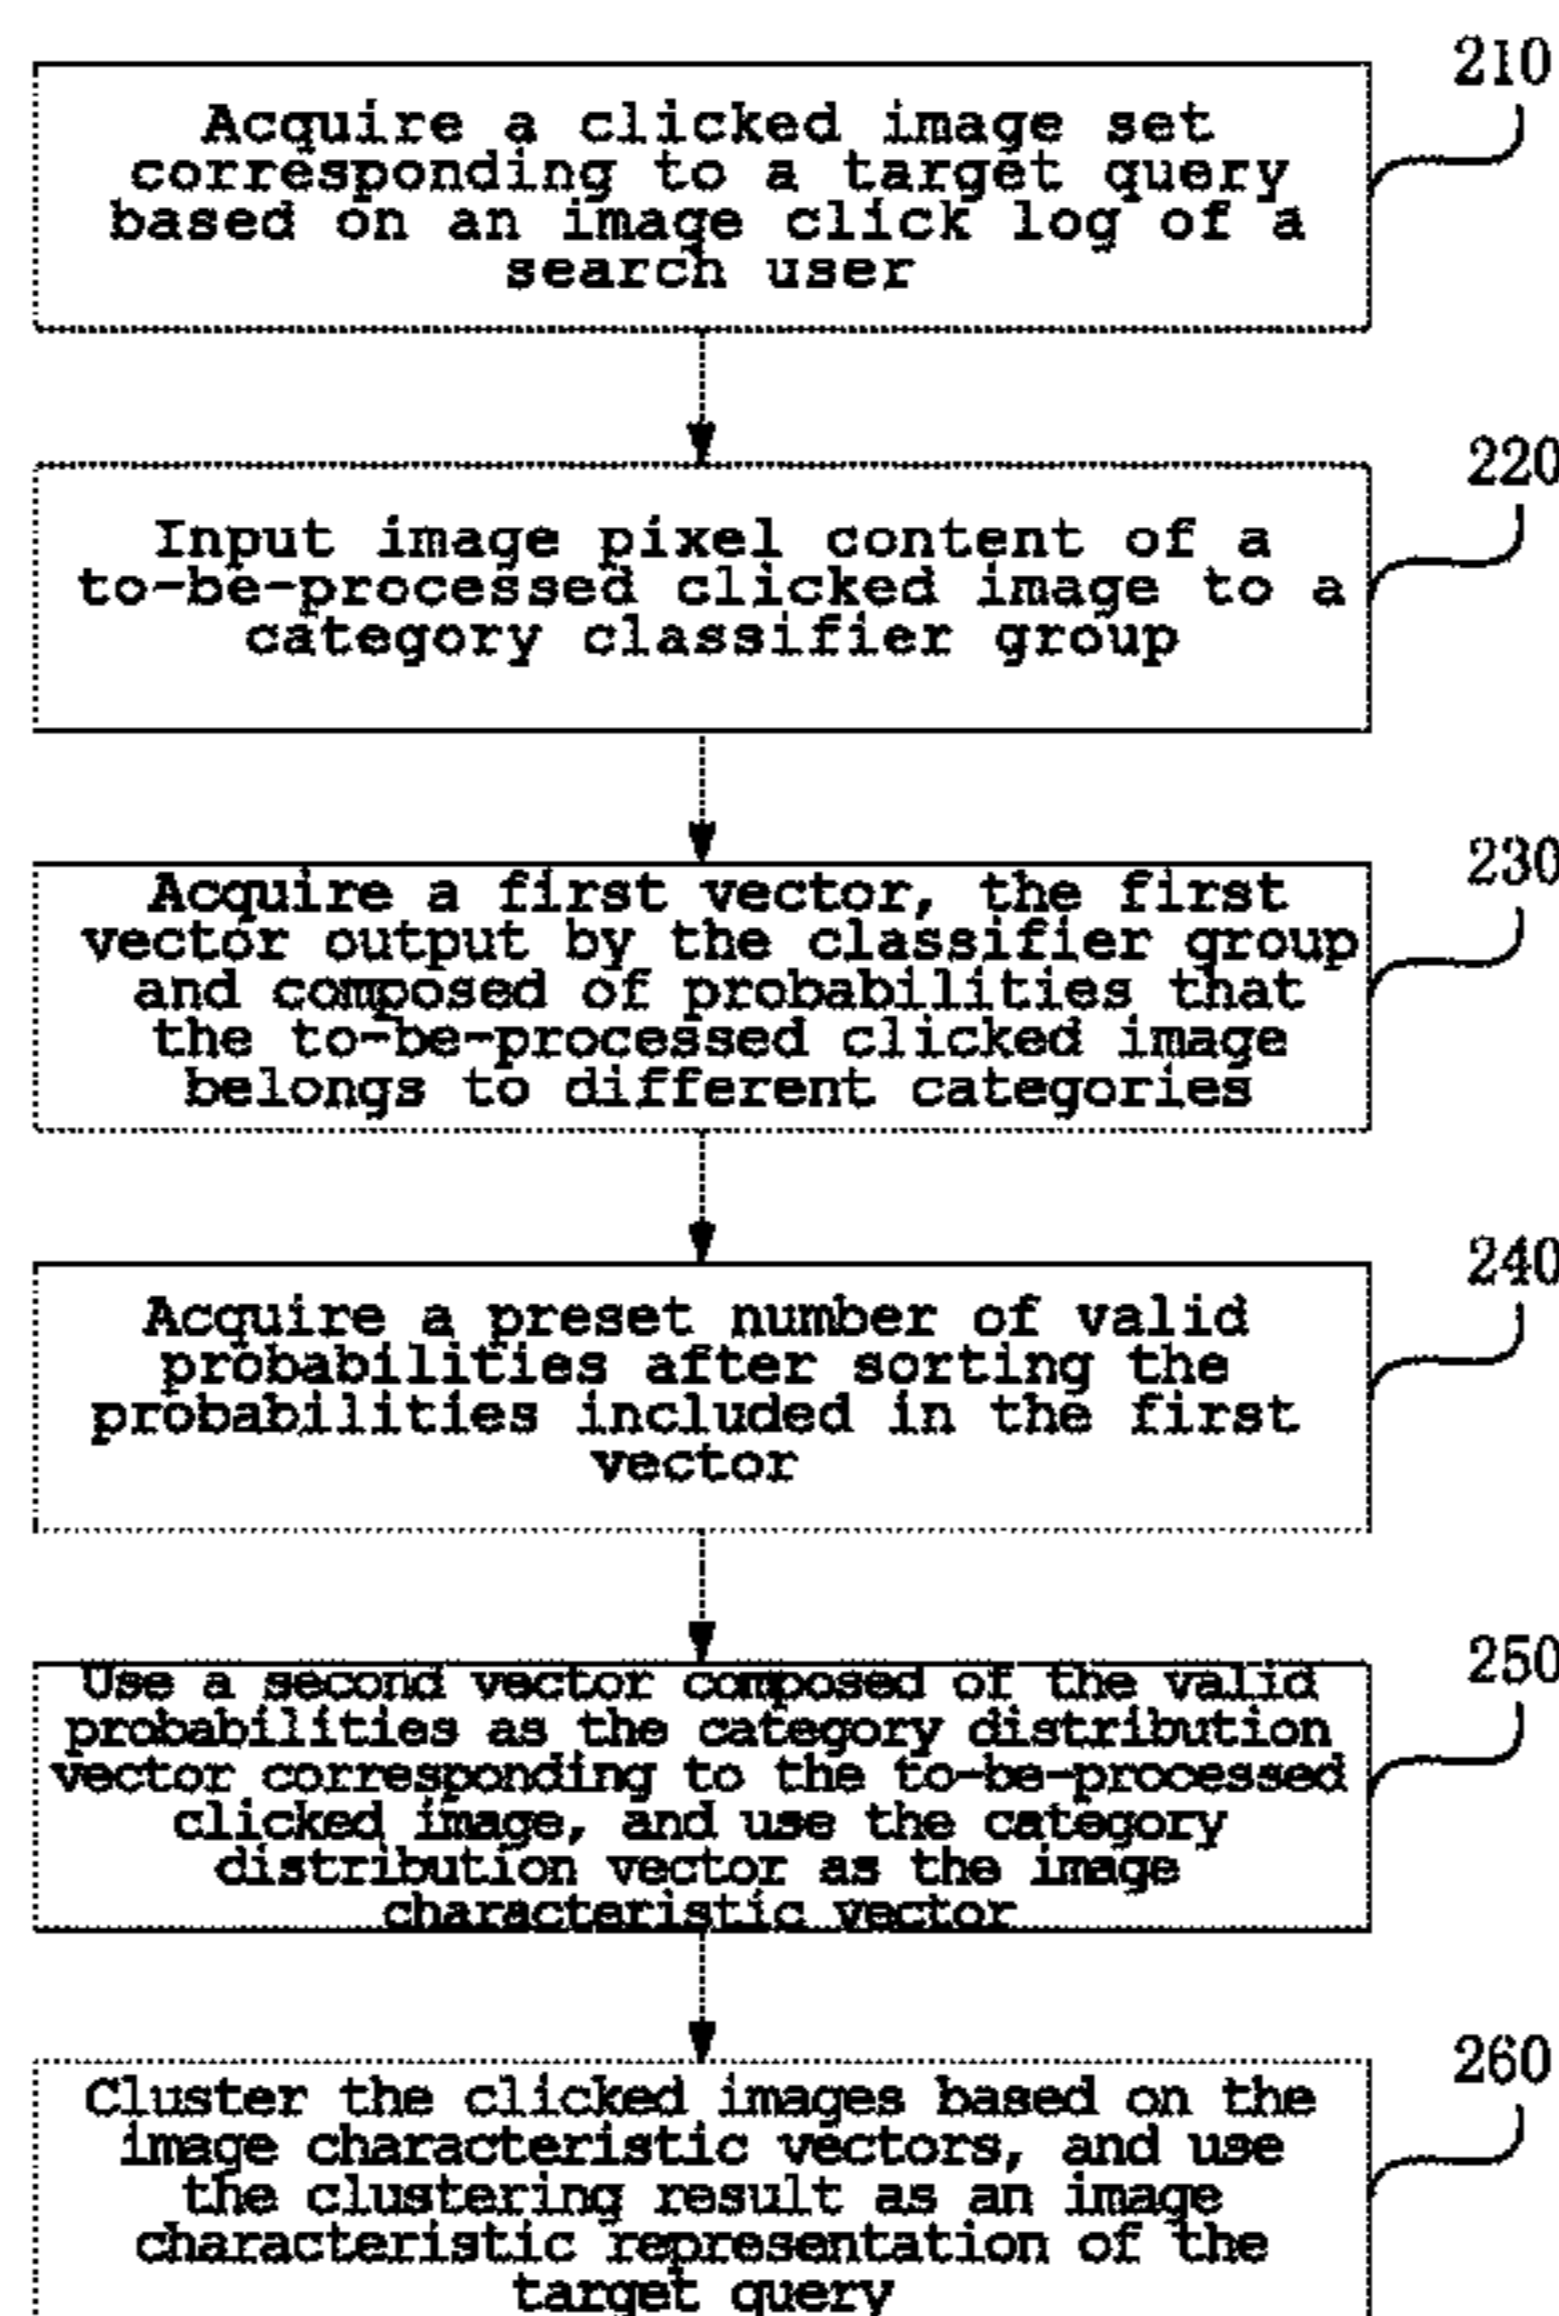 210
Acquire a clicked image set
corresponding to a target query
based on an image click log of a
search user
220
Input image pixel content of a
to-be-processed clicked image to a
category classifier group
230
Acquire a first vector, the first
vector output by the classifier group
and composed of probabilities that
the to-be-processed clicked image
belongs to different categories
240
Acquire a preset number of valid
probabilities after sorting the
probabilities included in the first
vector
250
Use a second vector composed of the valid
probabilities as the category distribution
vector corresponding to the to-be-processed
clicked image, and use the category
distribution vector as the image
characteristic vector
260
Cluster the clicked images based on the
image characteristic vectors, and use
the clustering result as an image
characteristic representation of the
target query